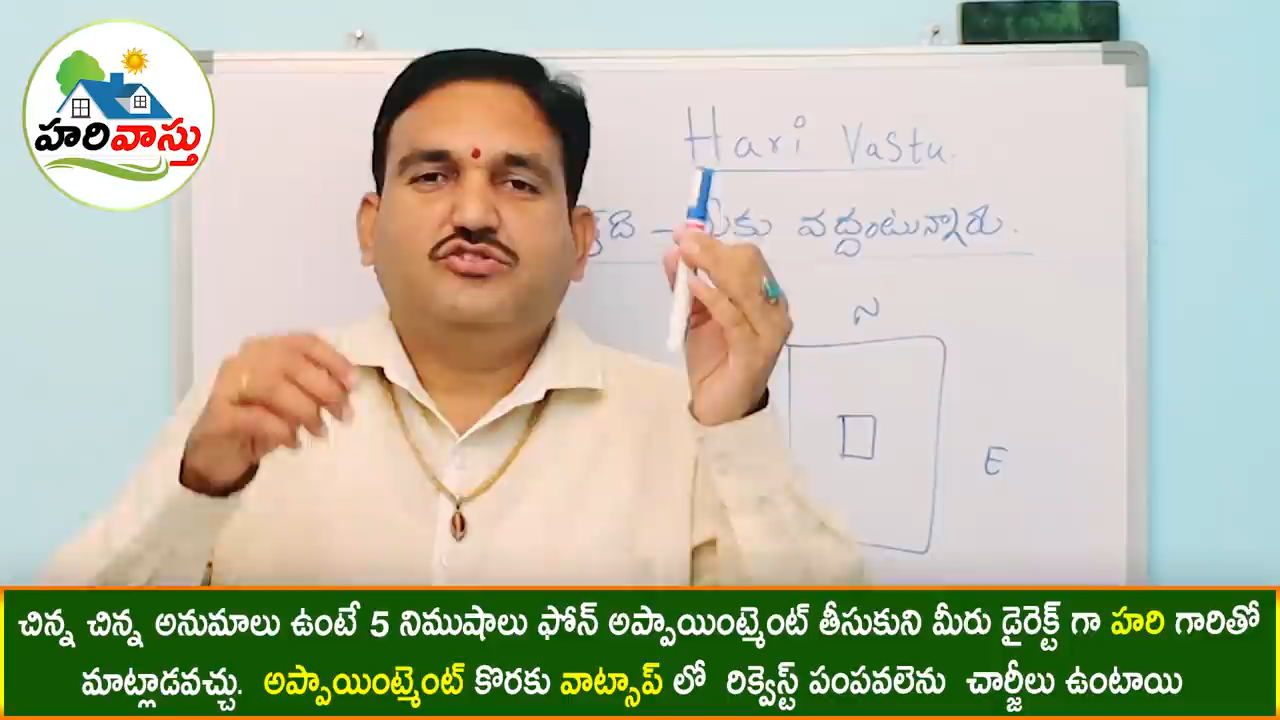 హరివాస్తు
Hari Vastu.
వద్దంటున్నారు.
N
E
చిన్న చిన్న అనుమాలు ఉంటే 5 నిముషాలు ఫోన్ అప్పాయింట్మెంట్ తీసుకుని మీరు డైరెక్ట్ గా హరి గారితో
మాట్లాడవచ్చు. అప్పాయింట్మెంట్ కొరకు వాట్సాప్ లో రిక్వెస్ట్ పంపవలెను చార్జీలు ఉంటాయి